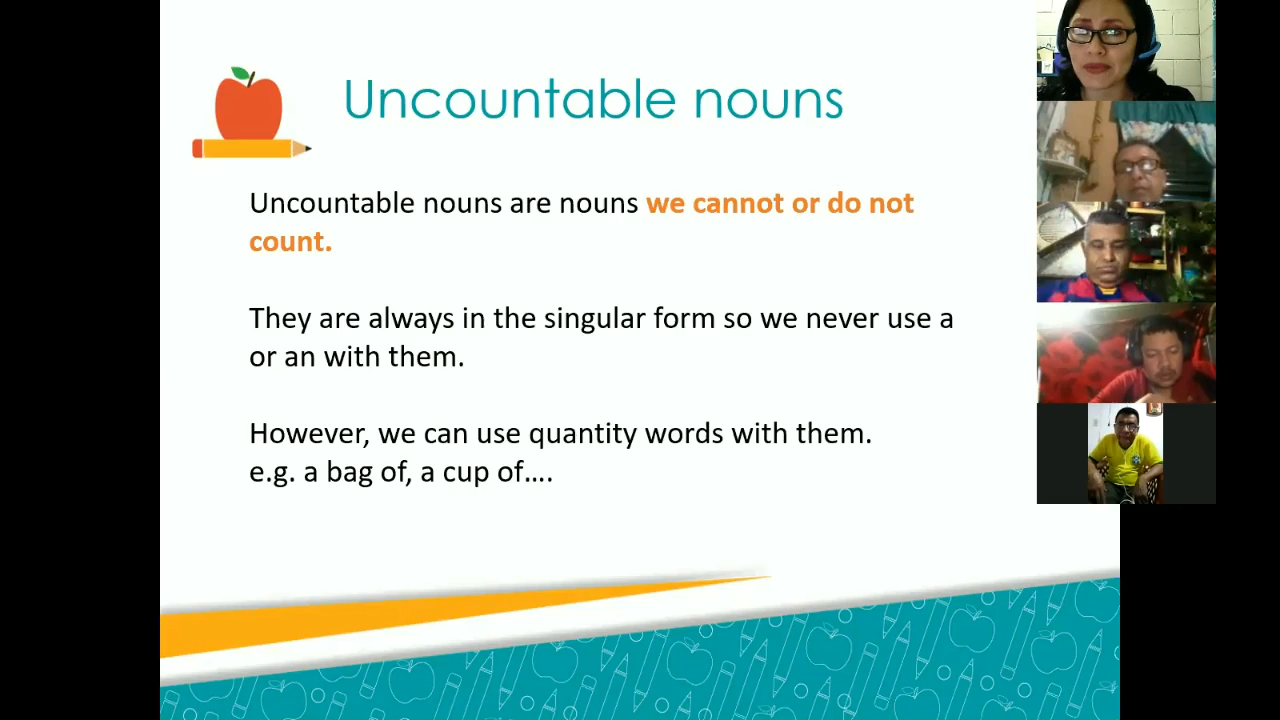 Uncountable nouns
Uncountable nouns are nouns we cannot or do not
count.
They are always in the singular form so we never use a
or an with them.
However, we can use quantity words with them.
e.g. a bag of, a cup of....